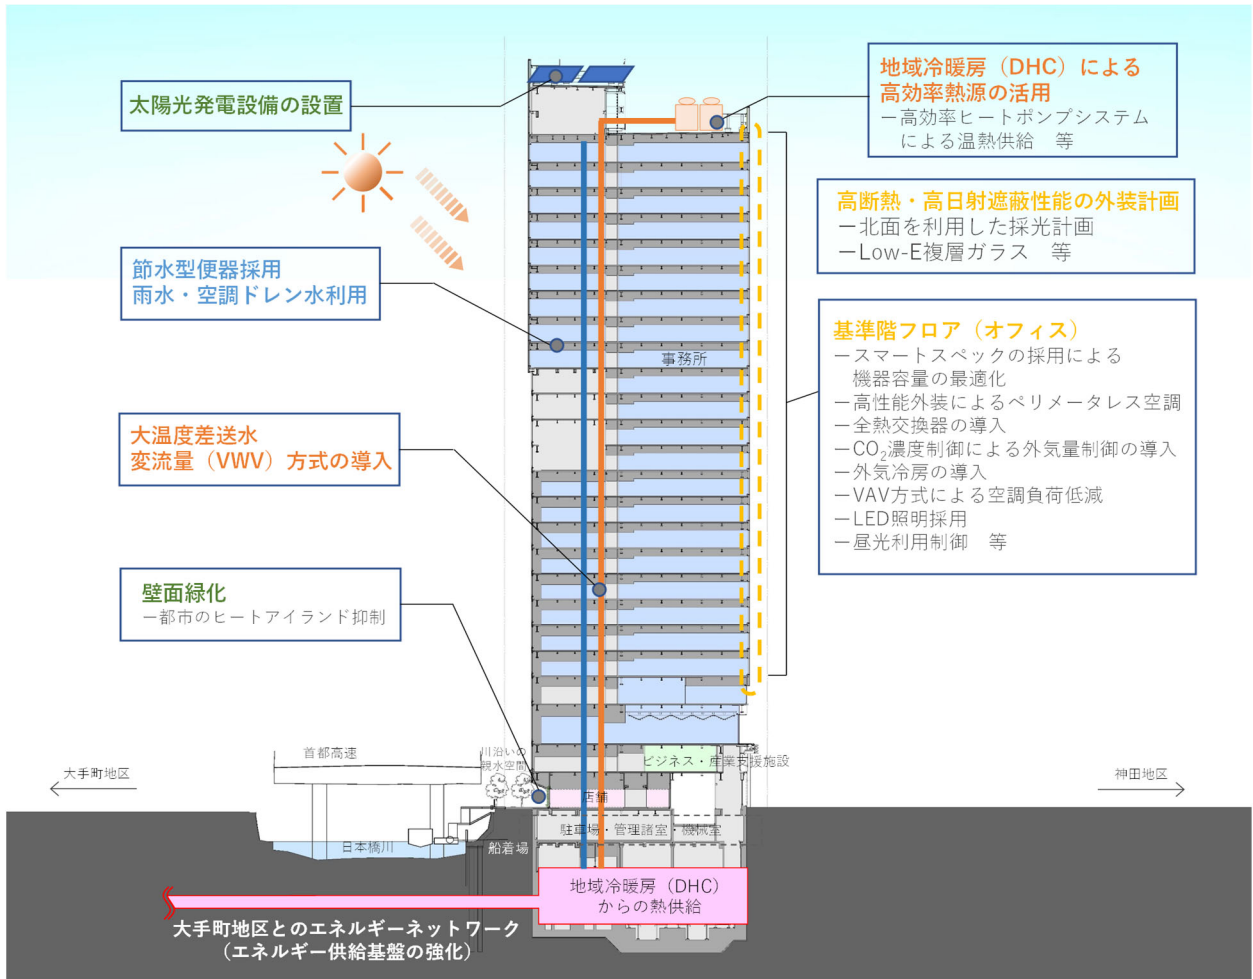 太陽光発電設備の設置
節水型便器採用
雨水・空調ドレン水利用
大温度差送水
変流量（VWV）方式の導入
壁面緑化
ー都市のヒートアイランド抑制
地域冷暖房（DHC）による
高効率熱源の活用
ー高効率ヒートポンプシステム
による温熱供給　等
高断熱・高日射遮蔽性能の外装計画
ー北面を利用した採光計画
ーLow-E複層ガラス　等
基準階フロア（オフィス）
ースマートスペックの採用による
機器容量の最適化
ー高性能外装によるペリメータレス空調
ー全熱交換器の導入
ーCO₂濃度制御による外気量制御の導入
ー外気冷房の導入
ーVAV方式による空調負荷低減
ーLED照明採用
ー昼光利用制御　等
事務所
首都高速
川沿いの
親水空間
ビジネス・産業支援施設
大手町地区
神田地区
店舗
駐車場・管理諸室・機械室
日本橋川
船着場
地域冷暖房（DHC）
からの熱供給
大手町地区とのエネルギーネットワーク
（エネルギー供給基盤の強化）